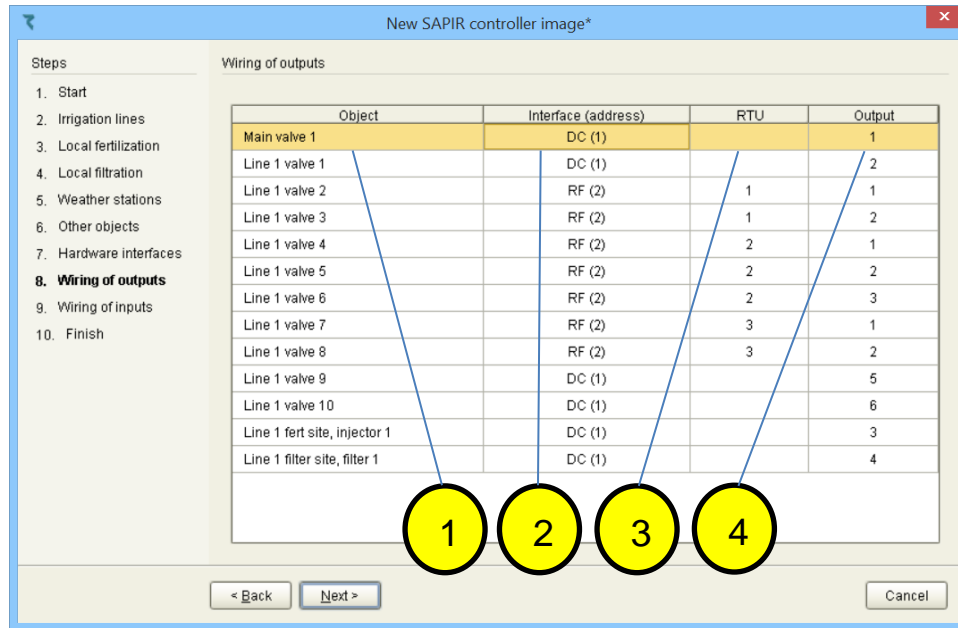 New SAPIR controller image*
x
Steps
1. Start
2. Irrigation lines
3. Local fertilization
4. Local filtration
5. Weather stations
6. Other objects
7. Hardware interfaces
8. Wiring of outputs
9. Wiring of inputs
10. Finish
Wiring of outputs
Object Interface (address) RTU Output
Main valve 1 DC (1) 1
Line 1 valve 1 DC (1) 2
Line 1 valve 2 RF (2) 1 1
Line 1 valve 3 RF (2) 1 2
Line 1 valve 4 RF (2) 2 1
Line 1 valve 5 RF (2) 2 2
Line 1 valve 6 RF (2) 2 3
Line 1 valve 7 RF (2) 3 1
Line 1 valve 8 RF (2) 3 2
Line 1 valve 9 DC (1) 5
Line 1 valve 10 DC (1) 6
Line 1 fert site, injector 1 DC (1) 3
Line 1 filter site, filter 1 DC (1) 4
1 2 3 4
< Back Next > Cancel